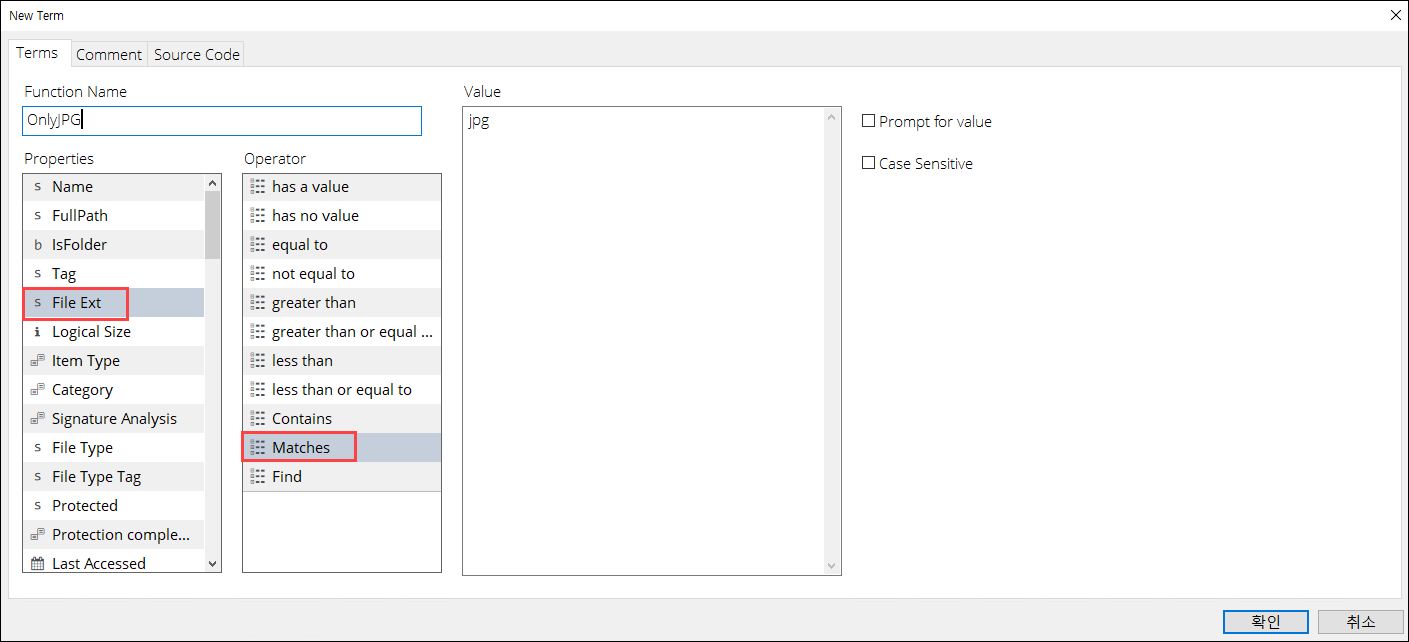 New Term
Terms Comment Source Code
Function Name
OnlyJPG
Properties
s Name
s FullPath
b IsFolder
s Tag
s File Ext
i Logical Size
Item Type
Category
Signature Analysis
s File Type
s File Type Tag
s Protected
Protection comple...
Last Accessed
Operator
has a value
has no value
equal to
not equal to
greater than
greater than or equal ...
less than
less than or equal to
Contains
Matches
Find
Value
jpg
Prompt for value
Case Sensitive
확인 취소